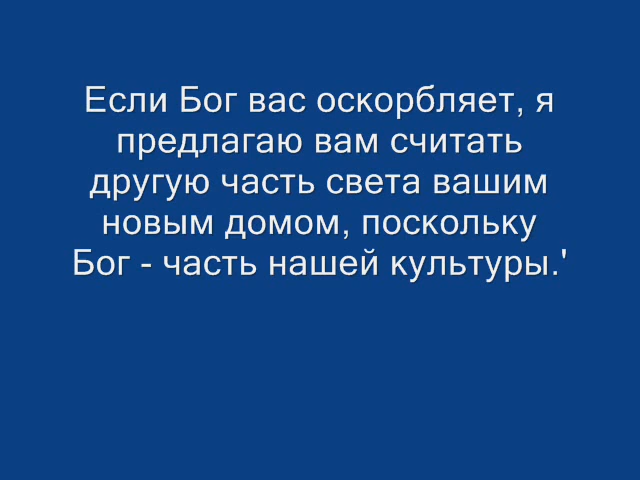 Если Бог вас оскорбляет, я
предлагаю вам считать
другую часть света вашим
новым домом, поскольку
Бог - часть нашей культуры.'